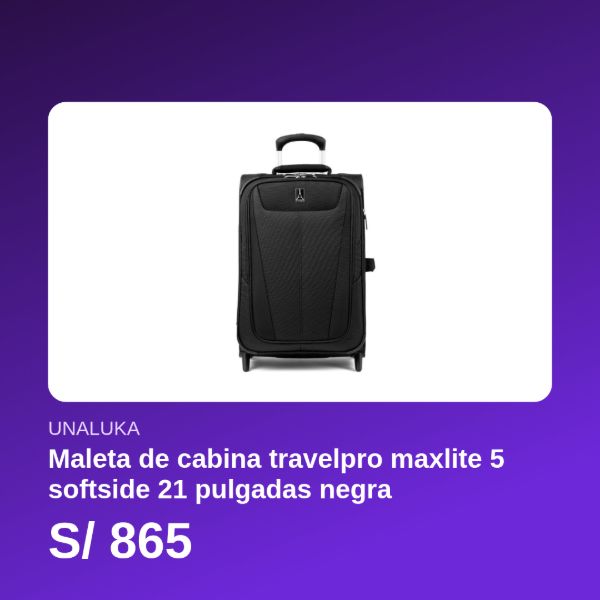 UNALUKA
Maleta de cabina travelpro maxlite 5
softside 21 pulgadas negra
S/ 865